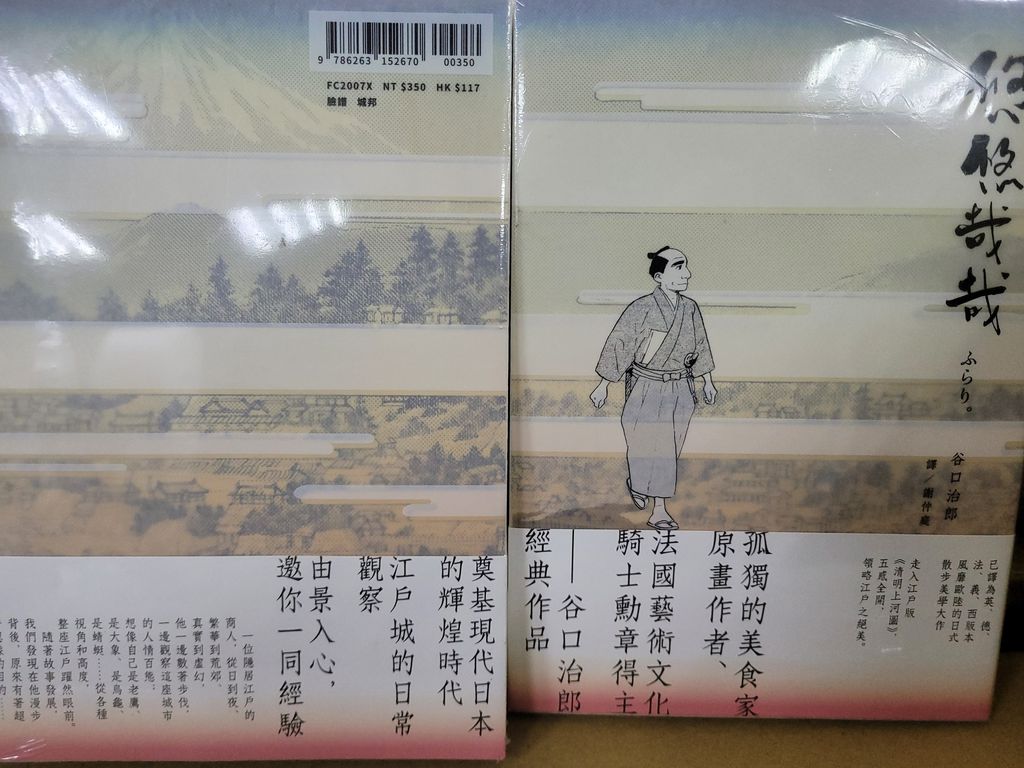 9 786263 152670
00350
FC2007X NT $350 HK $117
臉譜 城邦
奠基現代日本
的輝煌時代
江戶城的日常
觀察
由景入心，
邀你一同經驗
一位隱居江戶的
商人，從日到夜、
繁華到荒郊、
真實到虛幻，
他一邊數著步伐，
一邊觀察這座城市
的人情百態；
想像自己是老鷹、
是大象、是烏龜、
是蜻蜓……從各種
視角和高度，
整座江戶躍然眼前。
隨著故事發展，
我們發現在他漫步
背後，原來有著超
悠悠哉哉
ふらり。
谷口治郎
譯／謝仲庭
已譯為英、德、
法、義、西版本
風靡歐陸的日式
散步美學大作
走入江戶版
《清明上河圖》，
五感全開，
領略江戶之絕美。
孤獨的美食家
原畫作者、
法國藝術文化
騎士勳章得主
——谷口治郎
經典作品